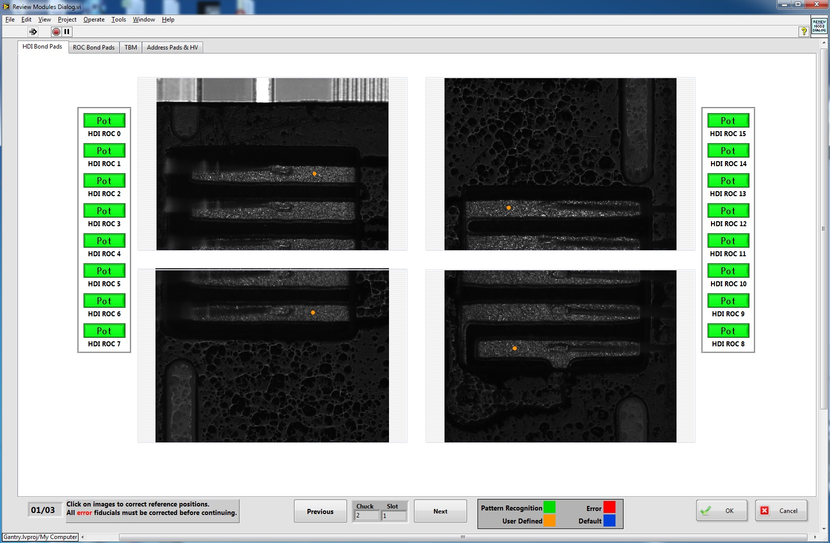 Review Modules Dialog.vi
File Edit View Project Operate Tools Window Help
REVIEW
MODS
DIALOG
HDI Bond Pads ROC Bond Pads TBM Address Pads & HV
Pot
HDI ROC 0
Pot
HDI ROC 1
Pot
HDI ROC 2
Pot
HDI ROC 3
Pot
HDI ROC 4
Pot
HDI ROC 5
Pot
HDI ROC 6
Pot
HDI ROC 7
Pot
HDI ROC 15
Pot
HDI ROC 14
Pot
HDI ROC 13
Pot
HDI ROC 12
Pot
HDI ROC 11
Pot
HDI ROC 10
Pot
HDI ROC 9
Pot
HDI ROC 8
01/03
Click on images to correct reference positions.
All error fiducials must be corrected before continuing.
Previous
Chuck Slot
2 1
Next
Pattern Recognition Error
User Defined Default
OK
Cancel
Gantry.lvproj/My Computer